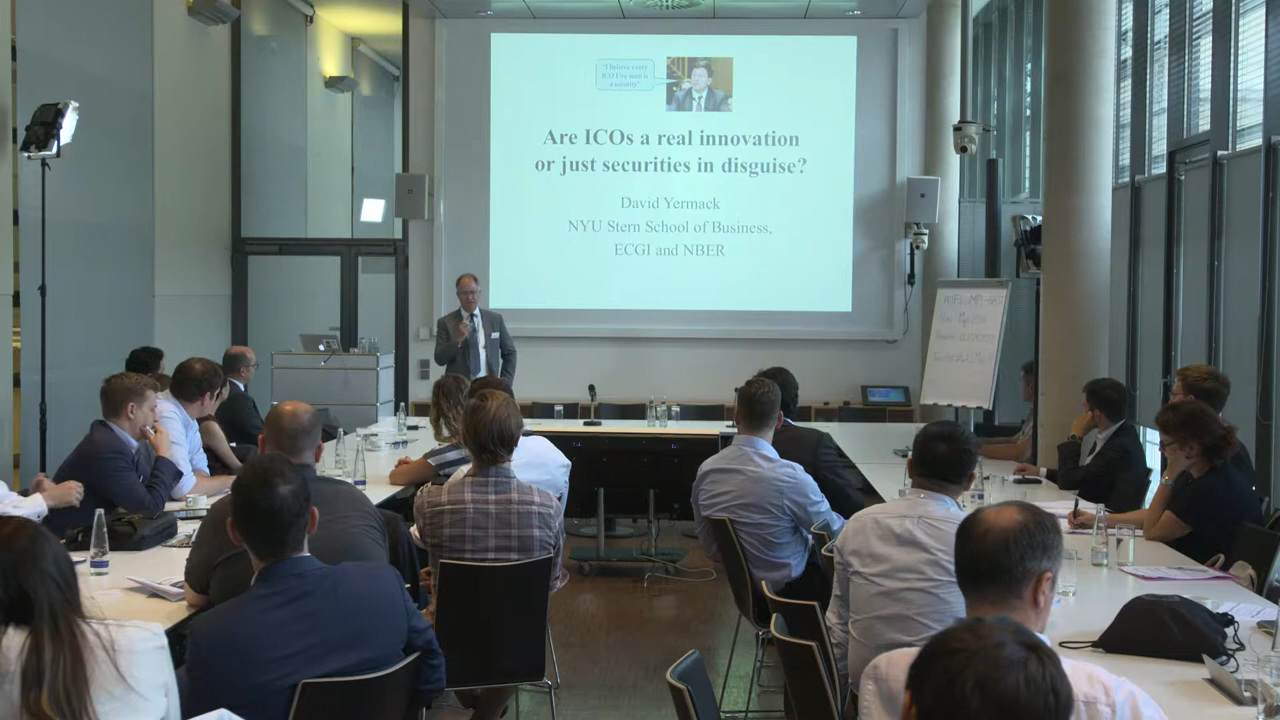 "I believe every
ICO I've seen is
a security"
Are ICOs a real innovation
or just securities in disguise?
David Yermack
NYU Stern School of Business,
ECGI and NBER
WIFI